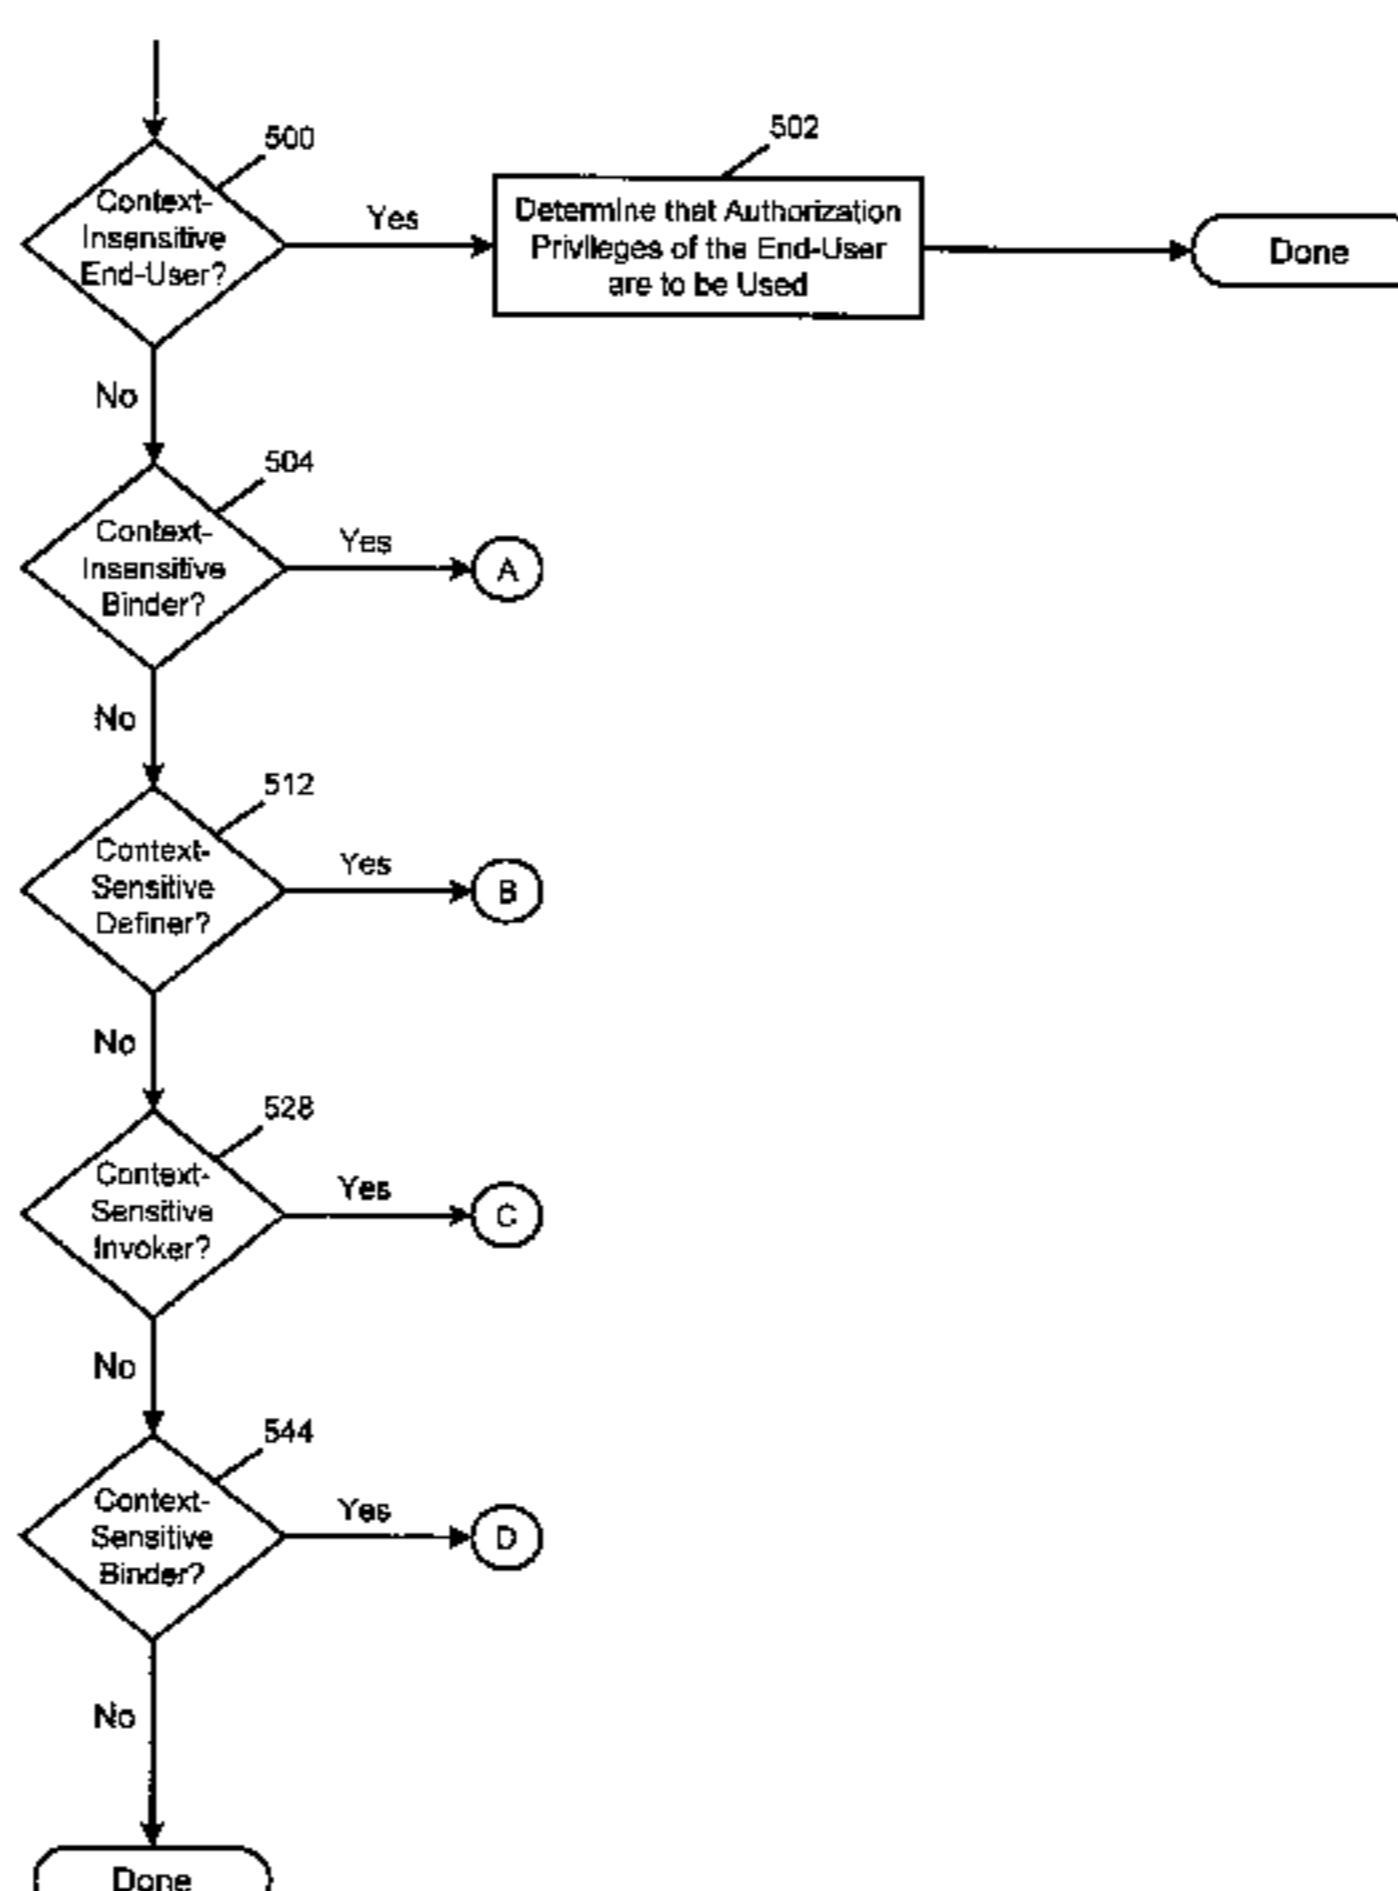 500
Context-
Insensitive
End-User?
Yes
502
Determine that Authorization
Privileges of the End-User
are to be Used
Done
No
504
Context-
Insensitive
Binder?
Yes
A
No
512
Context-
Sensitive
Definer?
Yes
B
No
528
Context-
Sensitive
Invoker?
Yes
C
No
544
Context-
Sensitive
Binder?
Yes
D
No
Done